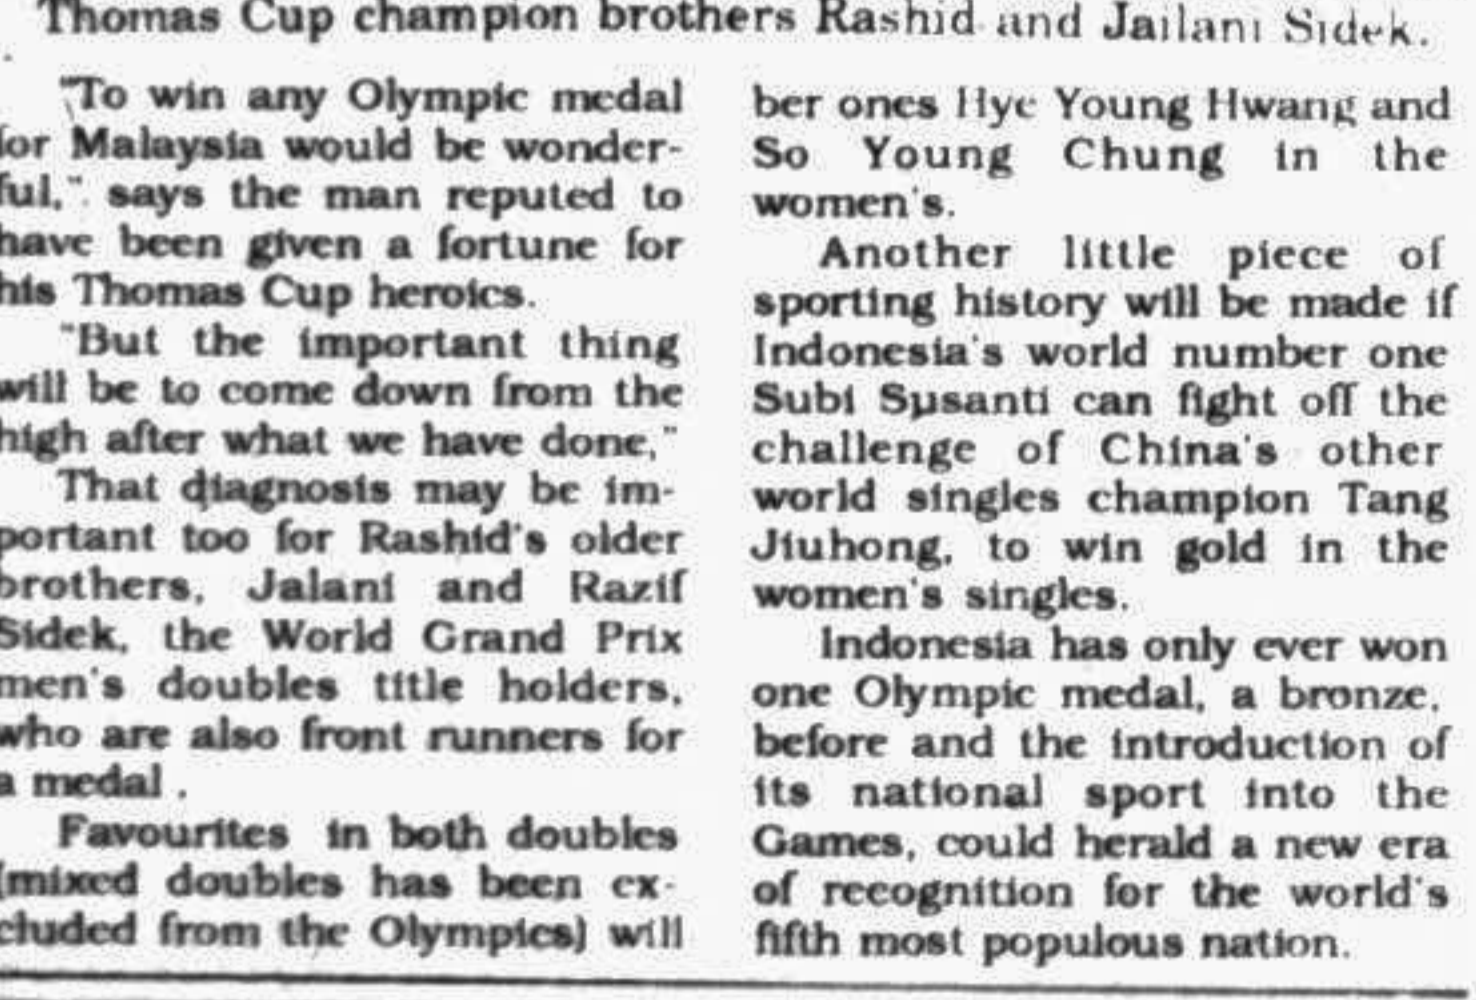 Thomas Cup champion brothers Rashid and Jailani Sidek.
"To win any Olympic medal
for Malaysia would be wonder-
ful," says the man reputed to
have been given a fortune for
his Thomas Cup heroics.
"But the important thing
will be to come down from the
high after what we have done,"
That diagnosis may be im-
portant too for Rashid's older
brothers, Jalani and Razif
Sidek, the World Grand Prix
men's doubles title holders,
who are also front runners for
a medal .
Favourites in both doubles
(mixed doubles has been ex-
cluded from the Olympics) will
ber ones Hye Young Hwang and
So Young Chung in the
women's.
Another little piece of
sporting history will be made if
Indonesia's world number one
Subi Susanti can fight off the
challenge of China's other
world singles champion Tang
Jiuhong, to win gold in the
women's singles.
Indonesia has only ever won
one Olympic medal, a bronze,
before and the introduction of
its national sport into the
Games, could herald a new era
of recognition for the world's
fifth most populous nation.